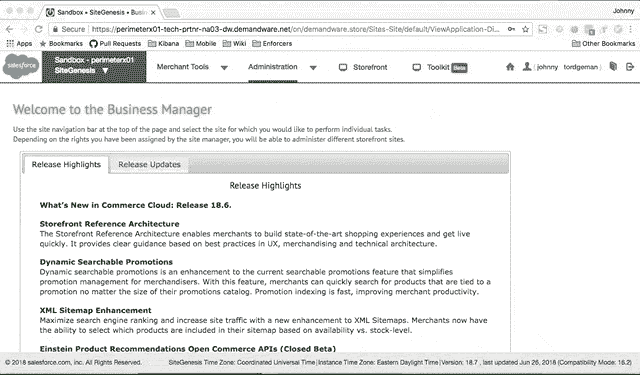 Sandbox • SiteGenesis • Busin
Johnny
Secure
https://perimeterx01-tech-prtnr-na03-dw.demandware.net/on/demandware.store/Sites-Site/default/ViewApplication-Di...
Apps Bookmarks Pull Requests Kibana Wiki Enforcers Other Bookmarks
salesforce
Sandbox - perimeterx01
SiteGenesis ▼
Merchant Tools
Administration
Storefront
Toolkit Beta
johnny tordgeman
Welcome to the Business Manager
Use the site navigation bar at the top of the page and select the site for which you would like to perform individual tasks.
Depending on the rights you have been assigned by the site manager, you will be able to administer different storefront sites.
Release Highlights Release Updates
Release Highlights
What's New in Commerce Cloud: Release 18.6.
Storefront Reference Architecture
The Storefront Reference Architecture enables merchants to build state-of-the-art shopping experiences and get live
quickly. It provides clear guidance based on best practices in UX, merchandising and technical architecture.
Dynamic Searchable Promotions
Dynamic searchable promotions is an enhancement to the current searchable promotions feature that simplifies
promotion management for merchandisers. With this feature, merchants can quickly search for products that are tied to a
promotion no matter the size of their promotions catalog. Promotion indexing is fast, improving merchant productivity.
XML Sitemap Enhancement
Maximize search engine ranking and increase site traffic with a new enhancement to XML Sitemaps. Merchants now have
the ability to select which products are included in their sitemap based on availability vs. stock-level.
Einstein Product Recommendations Open Commerce APIs (Closed Beta)
© 2018 salesforce.com, inc. All Rights Reserved.
SiteGenesis Time Zone: Coordinated Universal Time | Instance Time Zone: Eastern Daylight Time | Version: 18.7 , last updated Jun 26, 2018 (Compatibility Mode: 16.2)